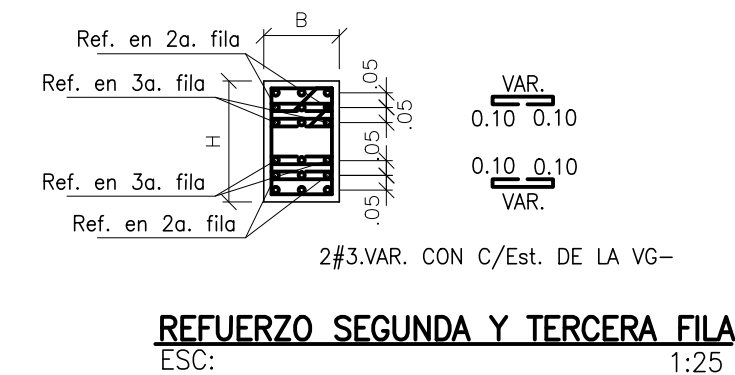 B
Ref. en 2a. fila
Ref. en 3a. fila
H
Ref. en 3a. fila
Ref. en 2a. fila
.05
.05
.05
.05
VAR.
0.10 0.10
0.10 0.10
VAR.
2#3.VAR. CON C/Est. DE LA VG-
REFUERZO SEGUNDA Y TERCERA FILA
ESC: 1:25